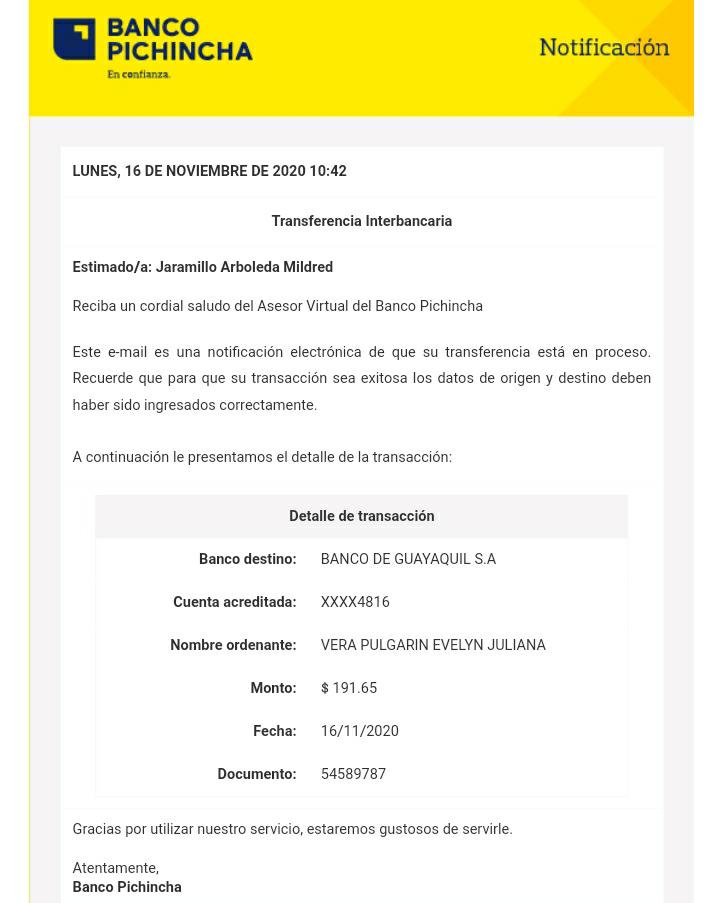 BANCO
PICHINCHA
En confianza.
Notificación
LUNES, 16 DE NOVIEMBRE DE 2020 10:42
Transferencia Interbancaria
Estimado/a: Jaramillo Arboleda Mildred
Reciba un cordial saludo del Asesor Virtual del Banco Pichincha
Este e-mail es una notificación electrónica de que su transferencia está en proceso.
Recuerde que para que su transacción sea exitosa los datos de origen y destino deben
haber sido ingresados correctamente.
A continuación le presentamos el detalle de la transacción:
Detalle de transacción
Banco destino: BANCO DE GUAYAQUIL S.A
Cuenta acreditada: XXXX4816
Nombre ordenante: VERA PULGARIN EVELYN JULIANA
Monto: $ 191.65
Fecha: 16/11/2020
Documento: 54589787
Gracias por utilizar nuestro servicio, estaremos gustosos de servirle.
Atentamente,
Banco Pichincha